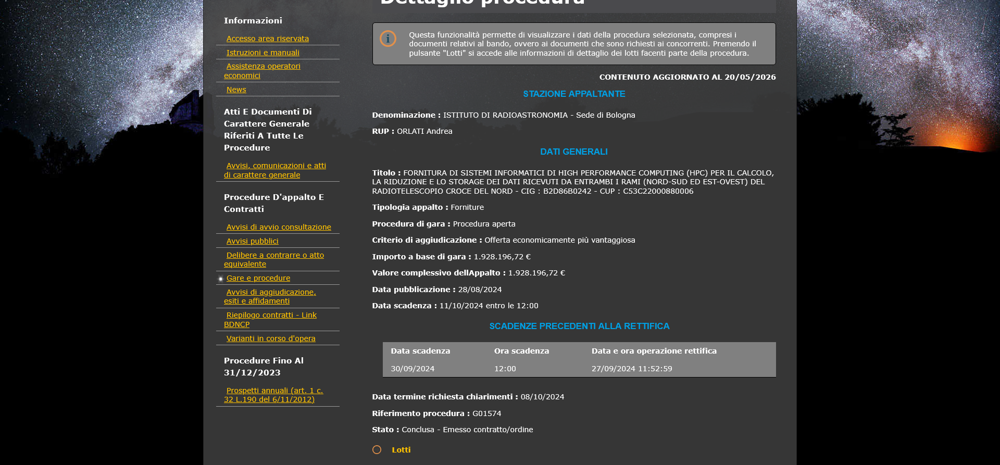 Dettaglio procedura
Informazioni
Accesso area riservata
Istruzioni e manuali
Assistenza operatori
economici
News
Atti E Documenti Di
Carattere Generale
Riferiti A Tutte Le
Procedure
Avvisi, comunicazioni e atti
di carattere generale
Procedure D'appalto E
Contratti
Avvisi di avvio consultazione
Avvisi pubblici
Delibere a contrarre o atto
equivalente
Gare e procedure
Avvisi di aggiudicazione,
esiti e affidamenti
Riepilogo contratti - Link
BDNCP
Varianti in corso d'opera
Procedure Fino Al
31/12/2023
Prospetti annuali (art. 1 c.
32 L.190 del 6/11/2012)
Questa funzionalità permette di visualizzare i dati della procedura selezionata, compresi i
documenti relativi al bando, ovvero ai documenti che sono richiesti ai concorrenti. Premendo il
pulsante "Lotti" si accede alle informazioni di dettaglio dei lotti facenti parte della procedura.
CONTENUTO AGGIORNATO AL 20/05/2026
STAZIONE APPALTANTE
Denominazione : ISTITUTO DI RADIOASTRONOMIA - Sede di Bologna
RUP : ORLATI Andrea
DATI GENERALI
Titolo : FORNITURA DI SISTEMI INFORMATICI DI HIGH PERFORMANCE COMPUTING (HPC) PER IL CALCOLO,
LA RIDUZIONE E LO STORAGE DEI DATI RICEVUTI DA ENTRAMBI I RAMI (NORD-SUD ED EST-OVEST) DEL
RADIOTELESCOPIO CROCE DEL NORD - CIG : B2D86B0242 - CUP : C53C22000880006
Tipologia appalto : Forniture
Procedura di gara : Procedura aperta
Criterio di aggiudicazione : Offerta economicamente più vantaggiosa
Importo a base di gara : 1.928.196,72 €
Valore complessivo dellAppalto : 1.928.196,72 €
Data pubblicazione : 28/08/2024
Data scadenza : 11/10/2024 entro le 12:00
SCADENZE PRECEDENTI ALLA RETTIFICA
Data scadenza Ora scadenza Data e ora operazione rettifica
30/09/2024 12:00 27/09/2024 11:52:59
Data termine richiesta chiarimenti : 08/10/2024
Riferimento procedura : G01574
Stato : Conclusa - Emesso contratto/ordine
Lotti